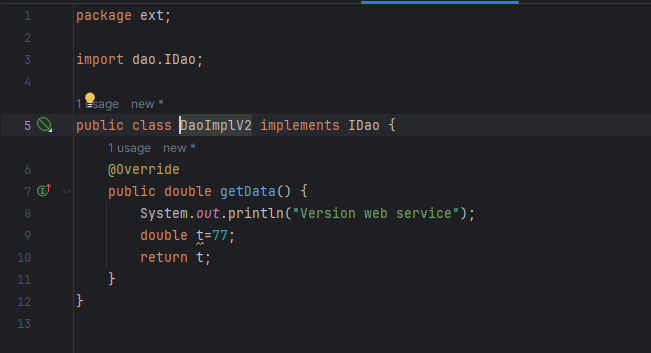 1 package ext;
2
3 import dao.IDao;
4
1 usage new *
5 public class DaoImplV2 implements IDao {
1 usage new *
6 @Override
7 public double getData() {
8 System.out.println("Version web service");
9 double t=77;
10 return t;
11 }
12 }
13